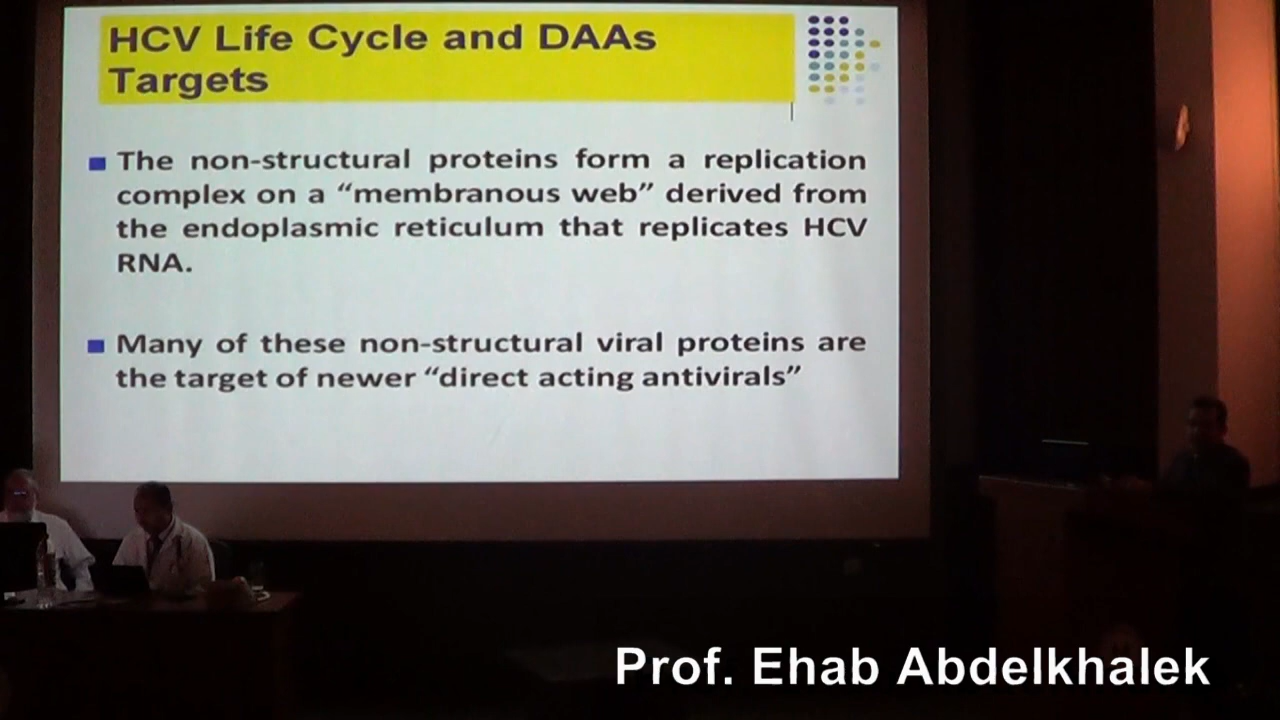 HCV Life Cycle and DAAs
Targets
The non-structural proteins form a replication
complex on a “membranous web” derived from
the endoplasmic reticulum that replicates HCV
RNA.
Many of these non-structural viral proteins are
the target of newer “direct acting antivirals”
Prof. Ehab Abdelkhalek